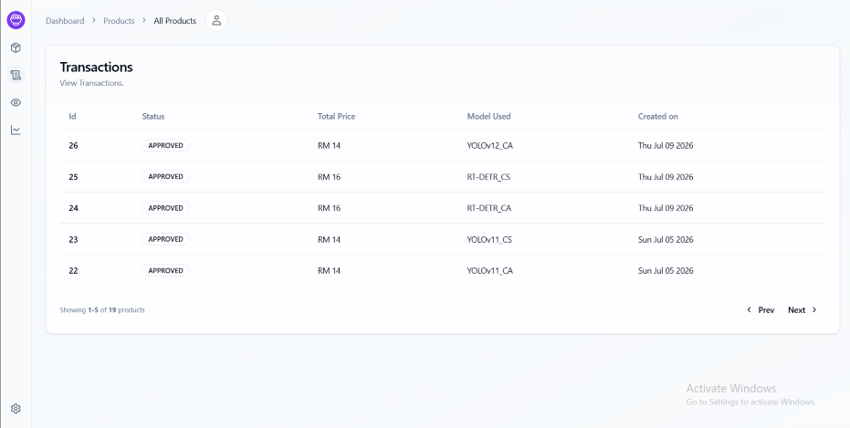 Dashboard > Products > All Products
Transactions
View Transactions.
Id Status Total Price Model Used Created on
26 APPROVED RM 14 YOLOv12_CA Thu Jul 09 2026
25 APPROVED RM 16 RT-DETR_CS Thu Jul 09 2026
24 APPROVED RM 16 RT-DETR_CA Thu Jul 09 2026
23 APPROVED RM 14 YOLOv11_CS Sun Jul 05 2026
22 APPROVED RM 14 YOLOv11_CA Sun Jul 05 2026
Showing 1-5 of 19 products < Prev Next >
Activate Windows
Go to Settings to activate Windows.